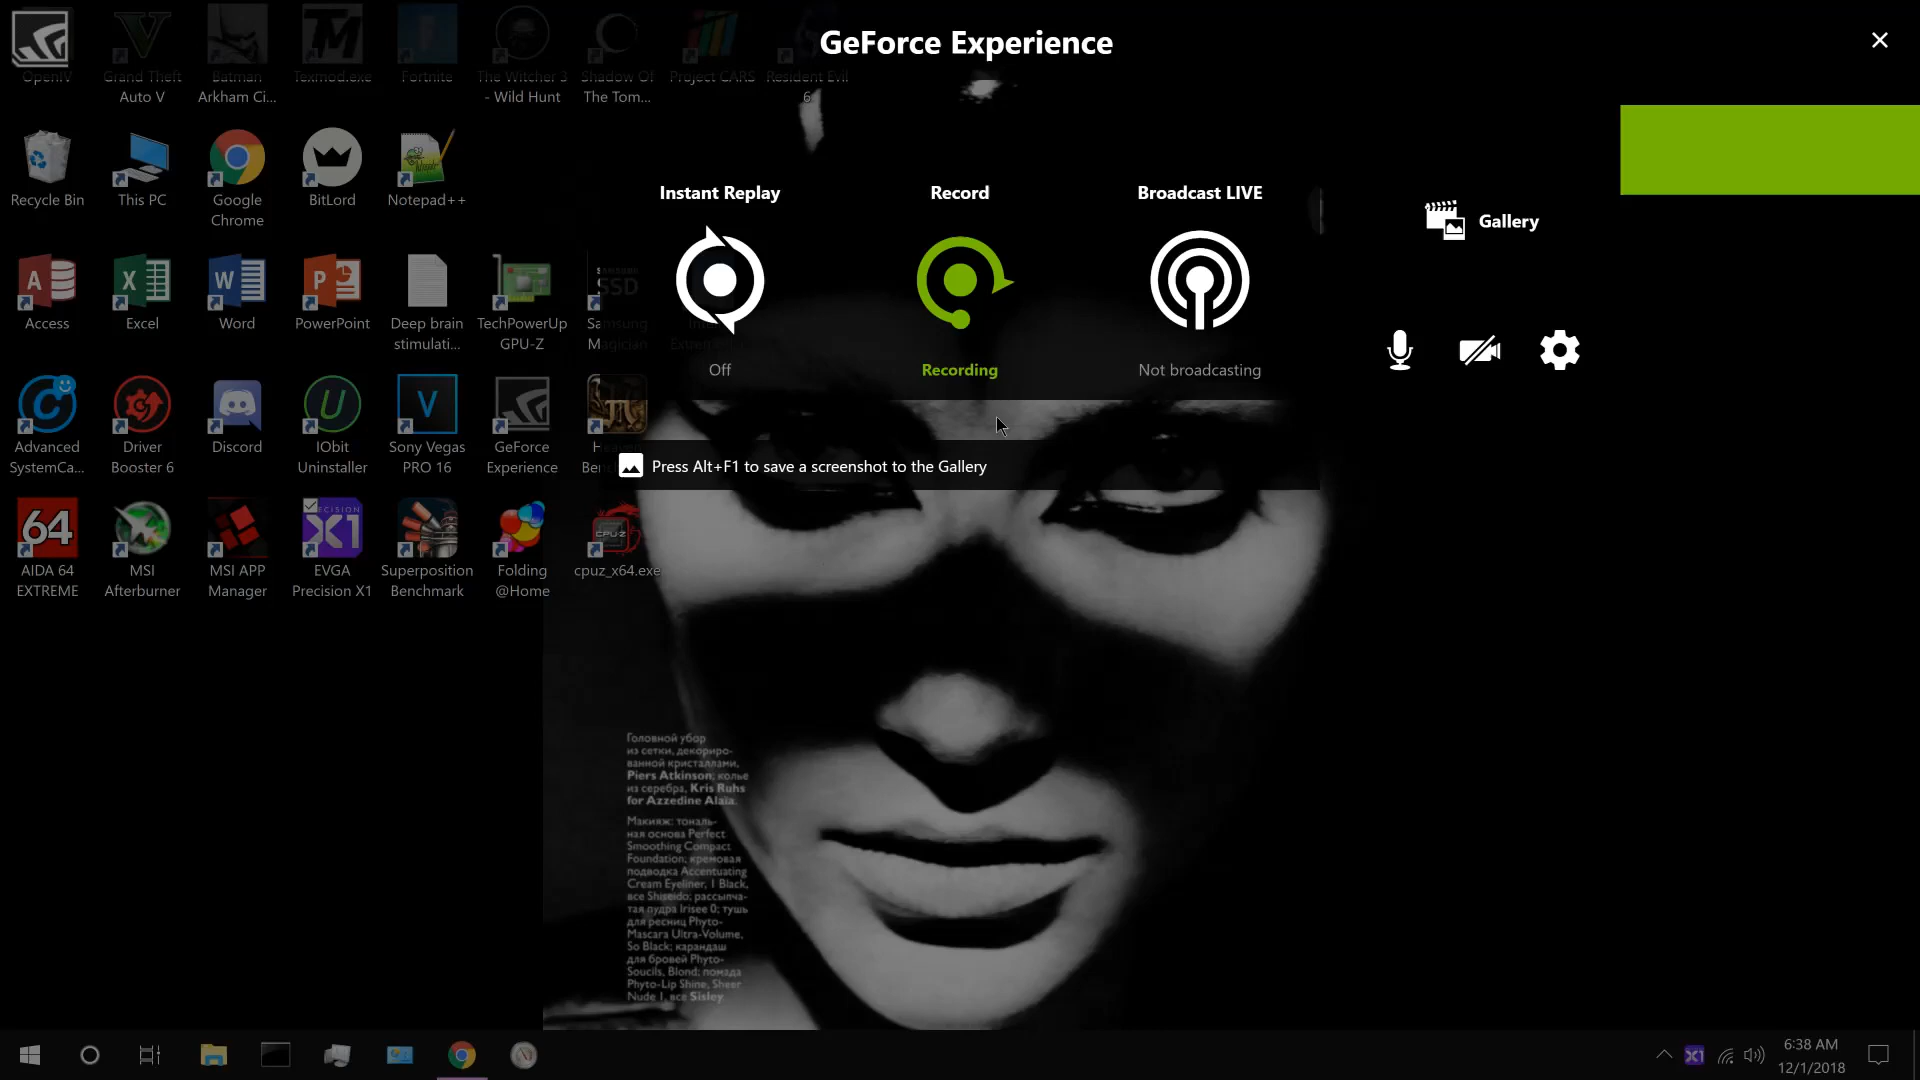 GeForce Experience
OpenIV
Grand Theft
Auto V
Batman
Arkham Ci...
Texmod.exe
Fortnite
The Witcher 3
- Wild Hunt
Shadow Of
The Tom...
Project CARS
Resident Evil
6
Instant Replay
Record
Broadcast LIVE
Gallery
Off
Recording
Not broadcasting
Press Alt+F1 to save a screenshot to the Gallery
Recycle Bin
This PC
Google
Chrome
BitLord
Notepad++
Access
Excel
Word
PowerPoint
Deep brain
stimulati...
TechPowerUp
GPU-Z
SSD
Samsung
Magician
Advanced
SystemCa...
Driver
Booster 6
Discord
IObit
Uninstaller
Sony Vegas
PRO 16
GeForce
Experience
64
X1
CPU-Z
AIDA 64
EXTREME
MSI
Afterburner
MSI APP
Manager
EVGA
Precision X1
Superposition
Benchmark
Folding
@Home
cpuz_x64.exe
Головной убор
из сетки, декориро-
ванной кристаллами,
Piers Atkinson; колье
из серебра, Kris Ruhs
for Azzedine Alaïa.
Макияж: тональ-
ная основа Perfect
Smoothing Compact
Foundation; кремовая
подводка Accentuating
Cream Eyeliner, 1 Black,
все Shiseido; рассыпча-
тая пудра Irisee 0; тушь
для ресниц Phyto-
Mascara Ultra-Volume,
So Black; карандаш
для бровей Phyto-
Soucils, Blond; помада
Phyto-Lip Shine, Sheer
Nude 1, все Sisley.
X1
6:38 AM
12/1/2018